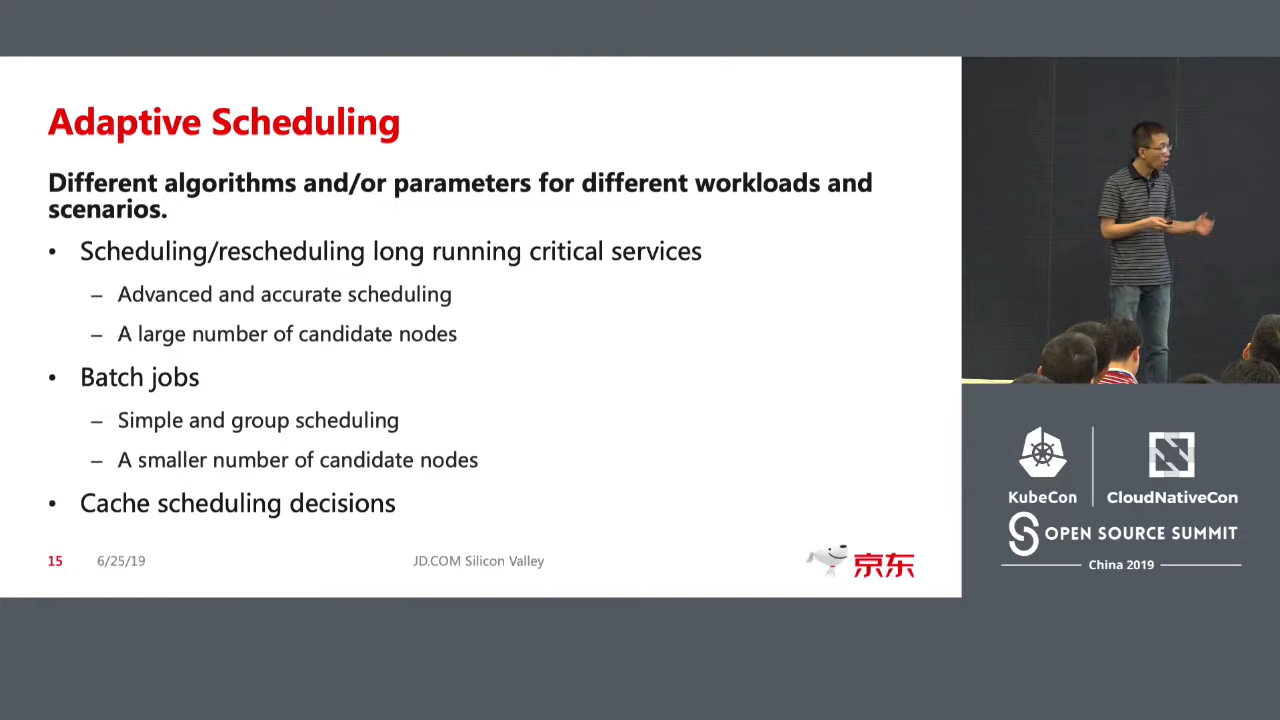 Adaptive Scheduling
Different algorithms and/or parameters for different workloads and
scenarios.
• Scheduling/rescheduling long running critical services
– Advanced and accurate scheduling
– A large number of candidate nodes
• Batch jobs
– Simple and group scheduling
– A smaller number of candidate nodes
• Cache scheduling decisions
15 6/25/19 JD.COM Silicon Valley 京东
KubeCon CloudNativeCon
OPEN SOURCE SUMMIT
China 2019